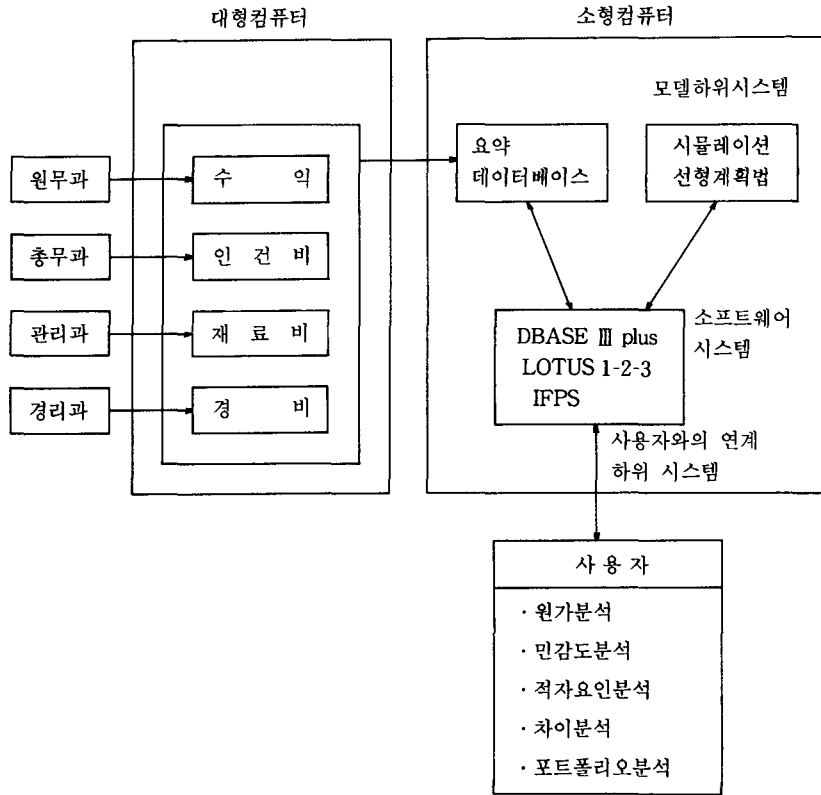 대형컴퓨터
소형컴퓨터
모델하위시스템
원무과
수 익
총무과
인 건 비
관리과
재 료 비
경리과
경 비
요약
데이터베이스
시뮬레이션
선형계획법
DBASE Ⅲ plus
LOTUS 1-2-3
IFPS
소프트웨어
시스템
사용자와의 연계
하위 시스템
사 용 자
· 원가분석
· 민감도분석
· 적자요인분석
· 차이분석
· 포트폴리오분석